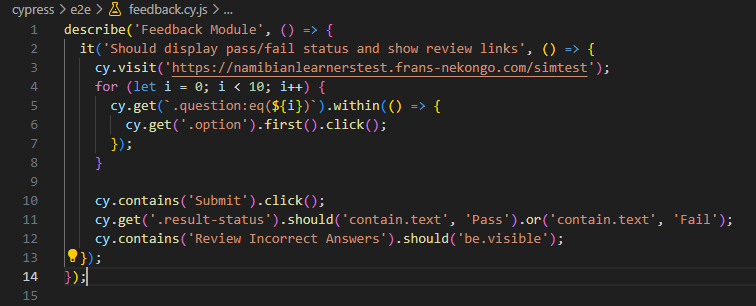 cypress > e2e > feedback.cy.js > ...
1 describe('Feedback Module', () => {
2   it('Should display pass/fail status and show review links', () => {
3     cy.visit('https://namibianlearnerstest.frans-nekongo.com/simtest');
4     for (let i = 0; i < 10; i++) {
5       cy.get(`.question:eq(${i})`).within(() => {
6         cy.get('.option').first().click();
7       });
8     }
9
10     cy.contains('Submit').click();
11     cy.get('.result-status').should('contain.text', 'Pass').or('contain.text', 'Fail');
12     cy.contains('Review Incorrect Answers').should('be.visible');
13   });
14 });
15